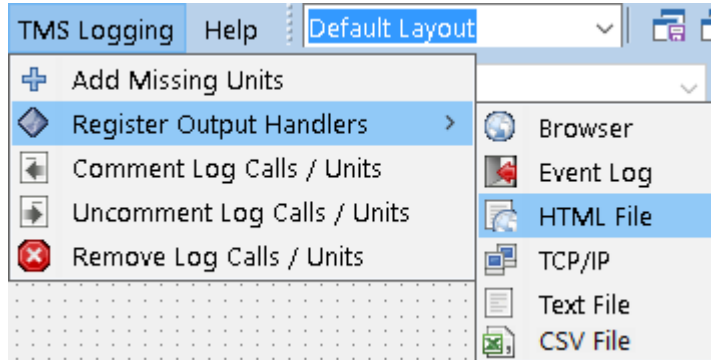 TMS Logging Help Default Layout
Add Missing Units
Register Output Handlers
Comment Log Calls / Units
Uncomment Log Calls / Units
Remove Log Calls / Units
Browser
Event Log
HTML File
TCP/IP
Text File
CSV File